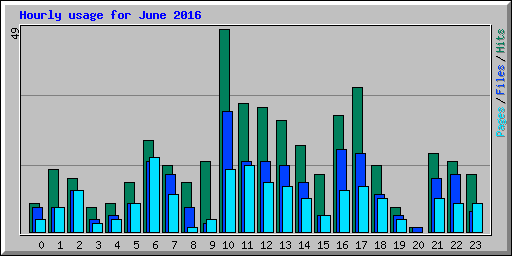 Hourly usage for June 2016
49
Pages/Files/Hits
0 1 2 3 4 5 6 7 8 9 10 11 12 13 14 15 16 17 18 19 20 21 22 23